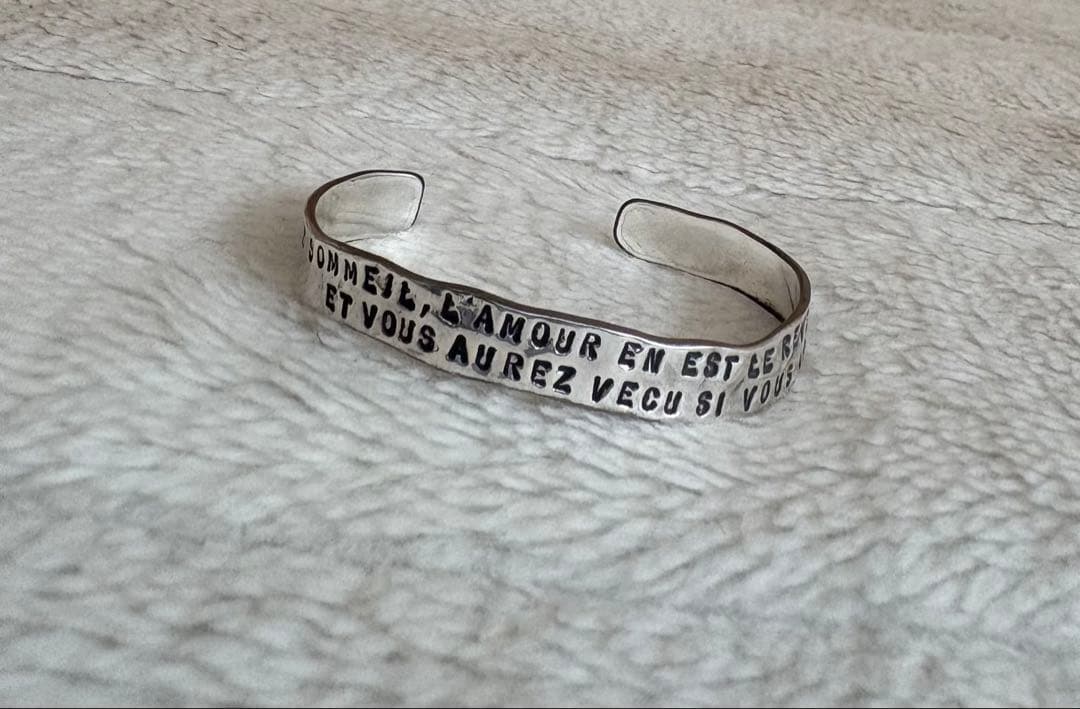 SOMMEIL, L'AMOUR EN EST LE
ET VOUS AUREZ VECU SI VOUS